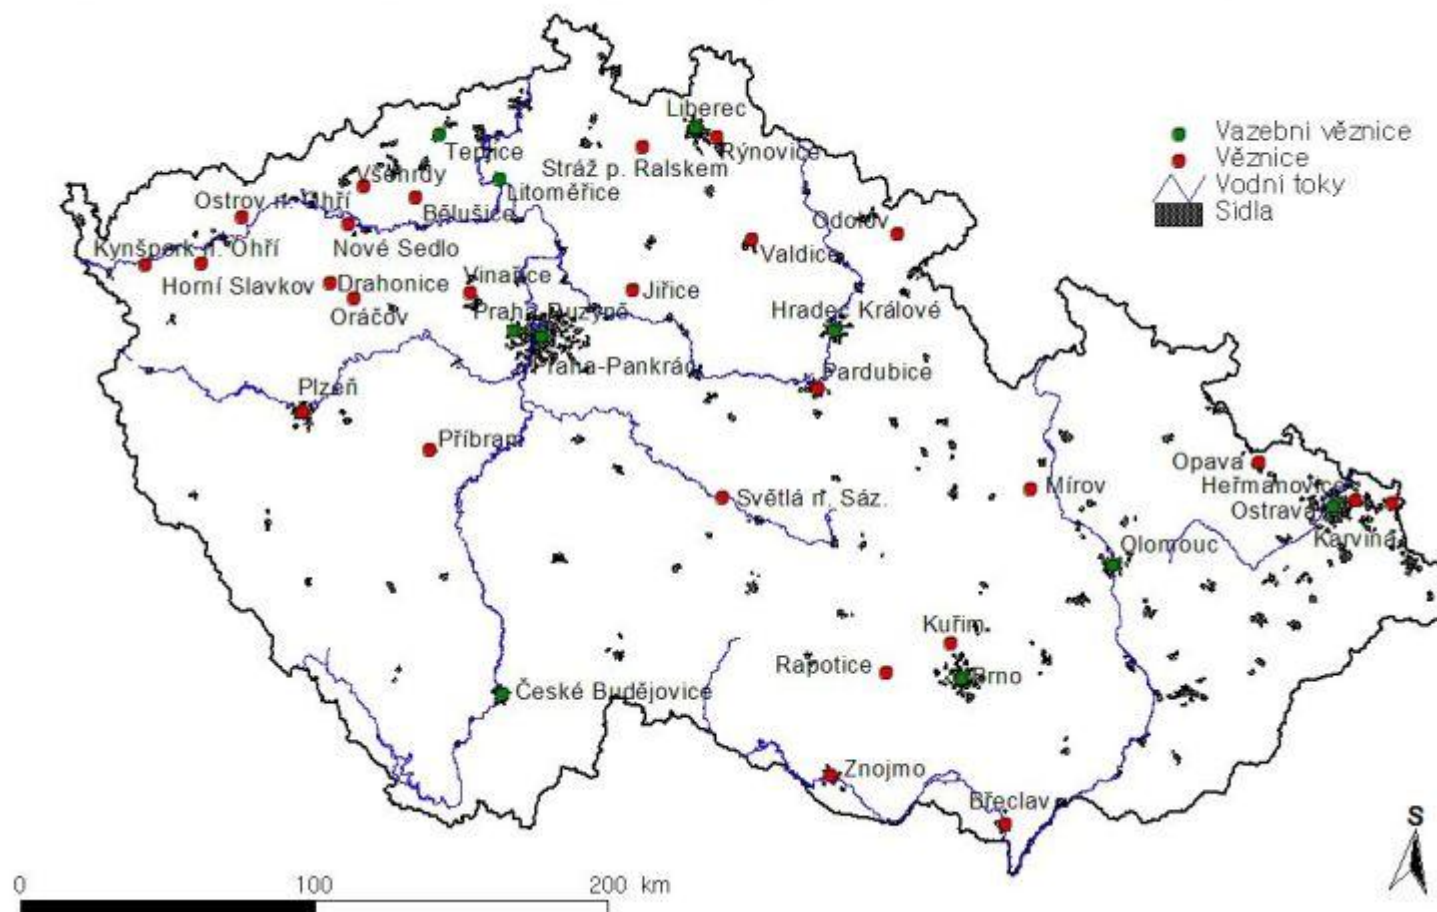 Liberec
Vazební věznice
Teplice
Rýnovice
Věznice
Stráž p. Ralskem
Všehrdy
Vodní toky
Litoměřice
Ostrov n. Ohří
Sídla
Bělušice
Odolov
Kynšperk n. Ohří
Nové Sedlo
Valdice
Horní Slavkov
Drahonice
Vinařice
Jiřice
Oráčov
Praha-Ruzyně
Hradec Králové
Praha-Pankrác
Pardubice
Plzeň
Příbram
Opava
Světlá n. Sáz.
Mírov
Heřmanovice
Ostrava
Karviná
Olomouc
Kuřim
Rapotice
Brno
České Budějovice
Znojmo
Břeclav
S
0 100 200 km